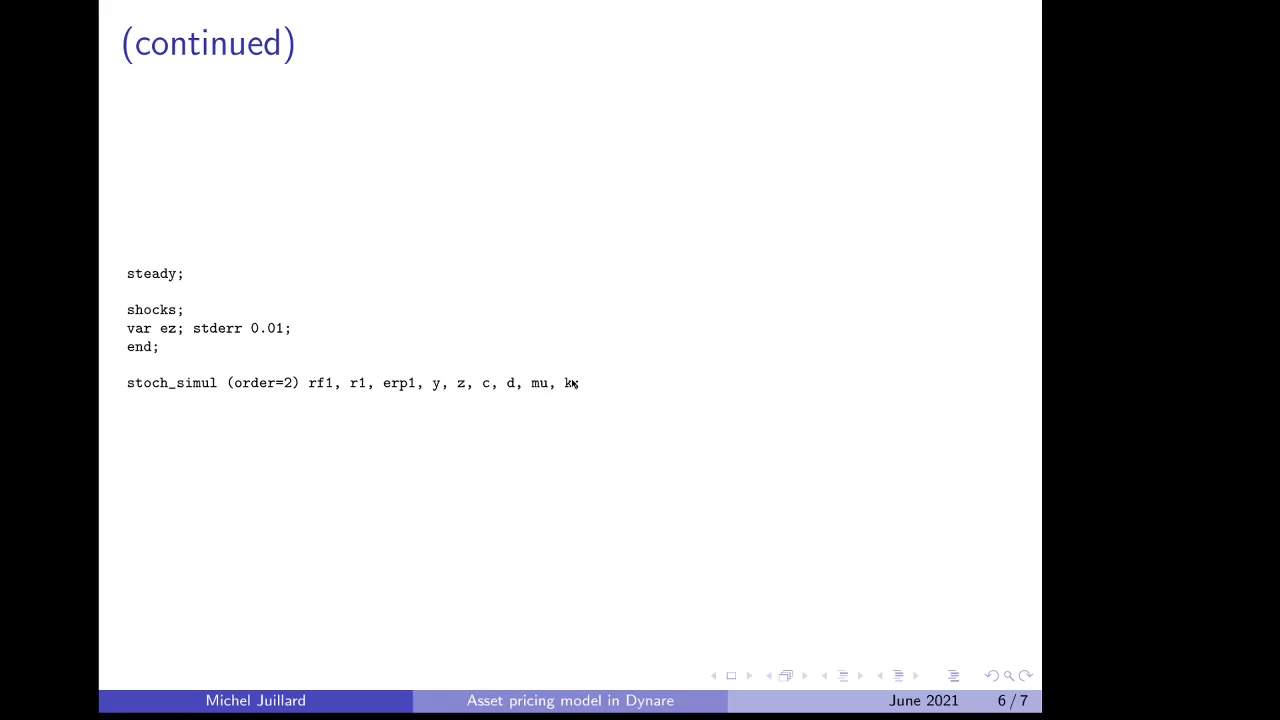 (continued)
steady;
shocks;
var ez; stderr 0.01;
end;
stoch_simul (order=2) rf1, r1, erp1, y, z, c, d, mu, k;
Michel Juillard Asset pricing model in Dynare June 2021 6 / 7